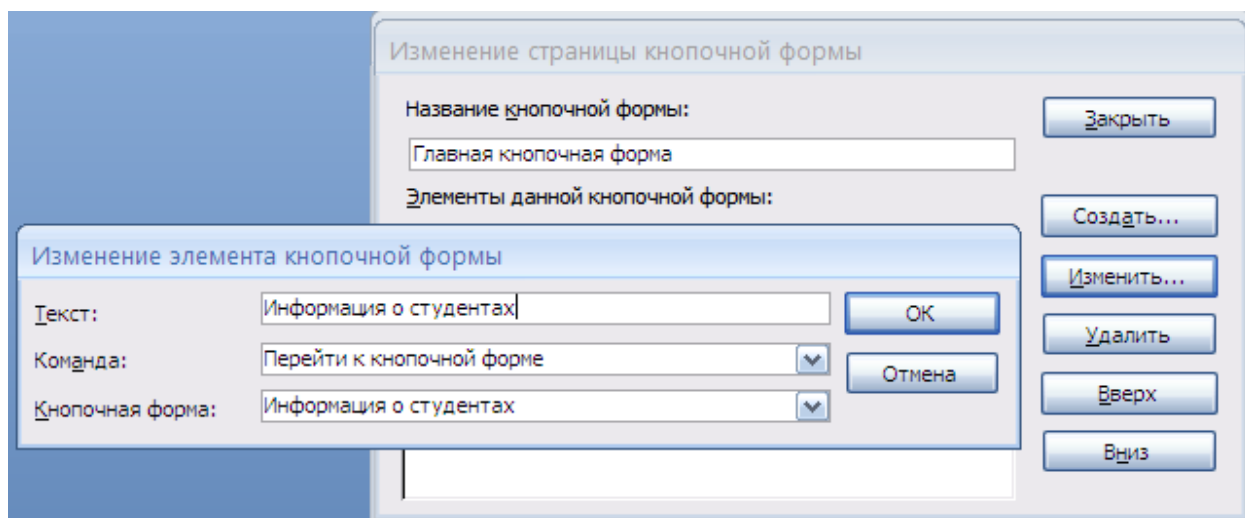 Изменение страницы кнопочной формы
Название кнопочной формы:
Закрыть
Главная кнопочная форма
Элементы данной кнопочной формы:
Создать...
Изменение элемента кнопочной формы
Изменить...
Текст:
Информация о студентах
ОК
Удалить
Команда:
Перейти к кнопочной форме
Отмена
Кнопочная форма:
Информация о студентах
Вверх
Вниз